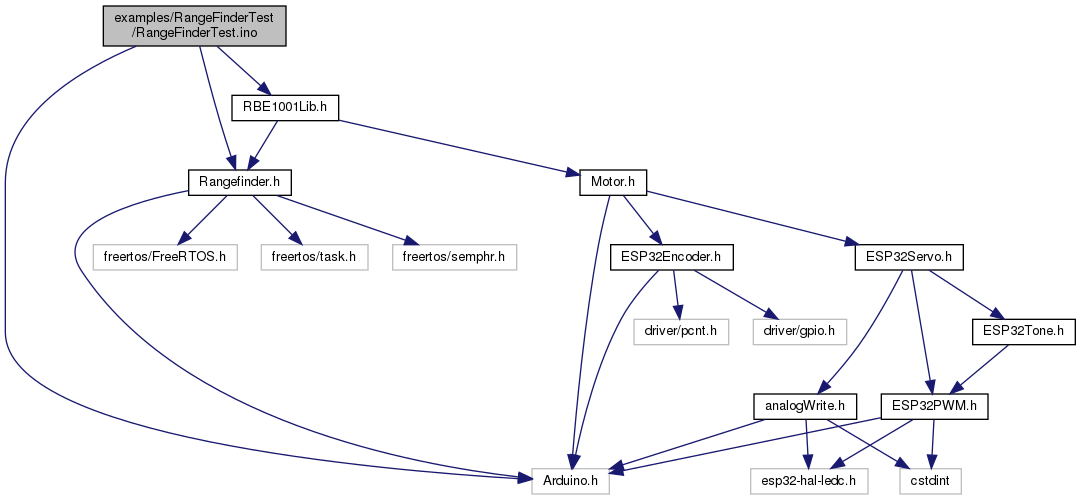 examples/RangeFinderTest
/RangeFinderTest.ino
RBE1001Lib.h
Rangefinder.h
Motor.h
freertos/FreeRTOS.h
freertos/task.h
freertos/semphr.h
ESP32Encoder.h
ESP32Servo.h
driver/pcnt.h
driver/gpio.h
ESP32Tone.h
analogWrite.h
ESP32PWM.h
Arduino.h
esp32-hal-ledc.h
cstdint